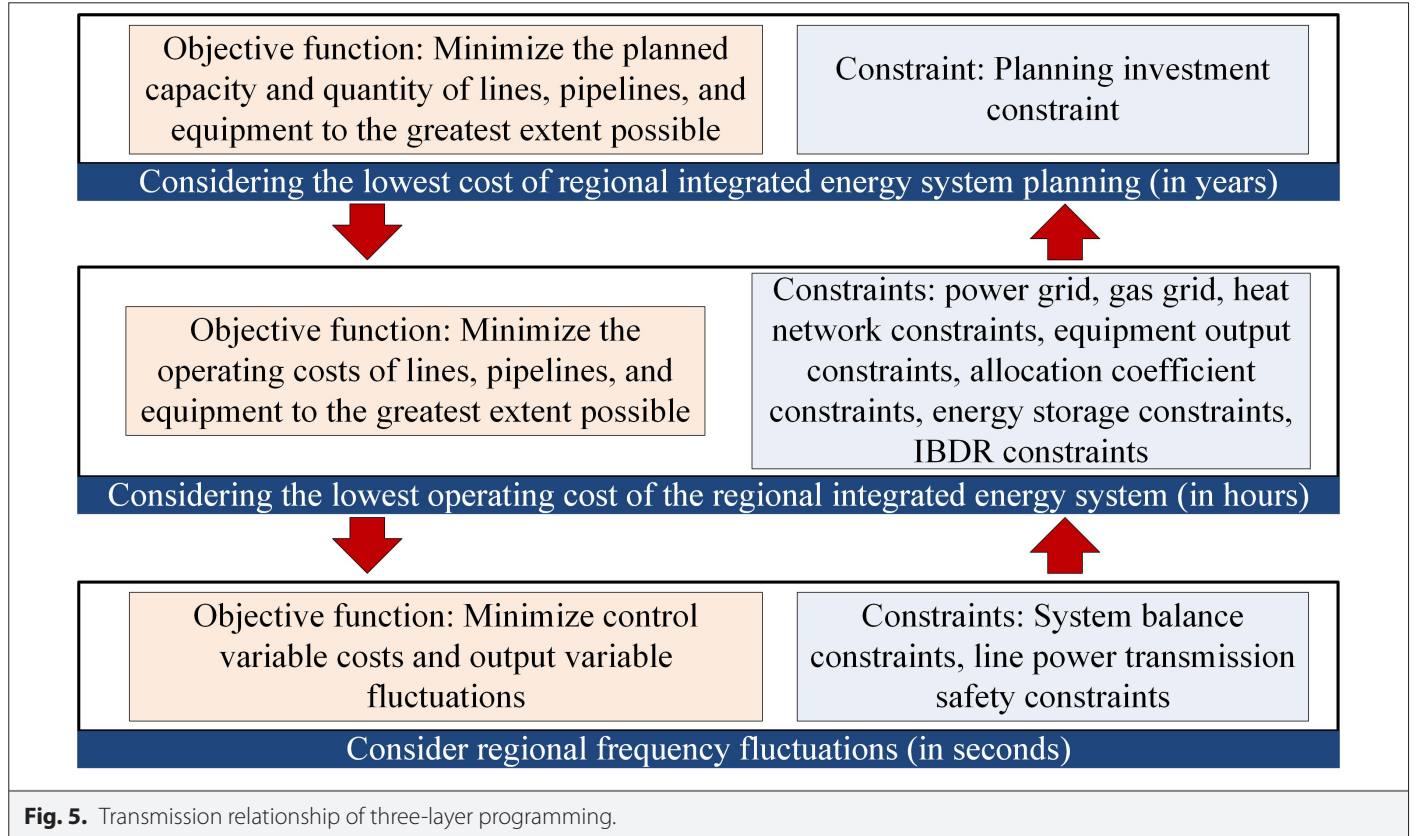 Objective function: Minimize the planned
capacity and quantity of lines, pipelines, and
equipment to the greatest extent possible
Constraint: Planning investment
constraint
Considering the lowest cost of regional integrated energy system planning (in years)
Objective function: Minimize the
operating costs of lines, pipelines, and
equipment to the greatest extent possible
Constraints: power grid, gas grid, heat
network constraints, equipment output
constraints, allocation coefficient
constraints, energy storage constraints,
IBDR constraints
Considering the lowest operating cost of the regional integrated energy system (in hours)
Objective function: Minimize control
variable costs and output variable
fluctuations
Constraints: System balance
constraints, line power transmission
safety constraints
Consider regional frequency fluctuations (in seconds)
Fig. 5. Transmission relationship of three-layer programming.